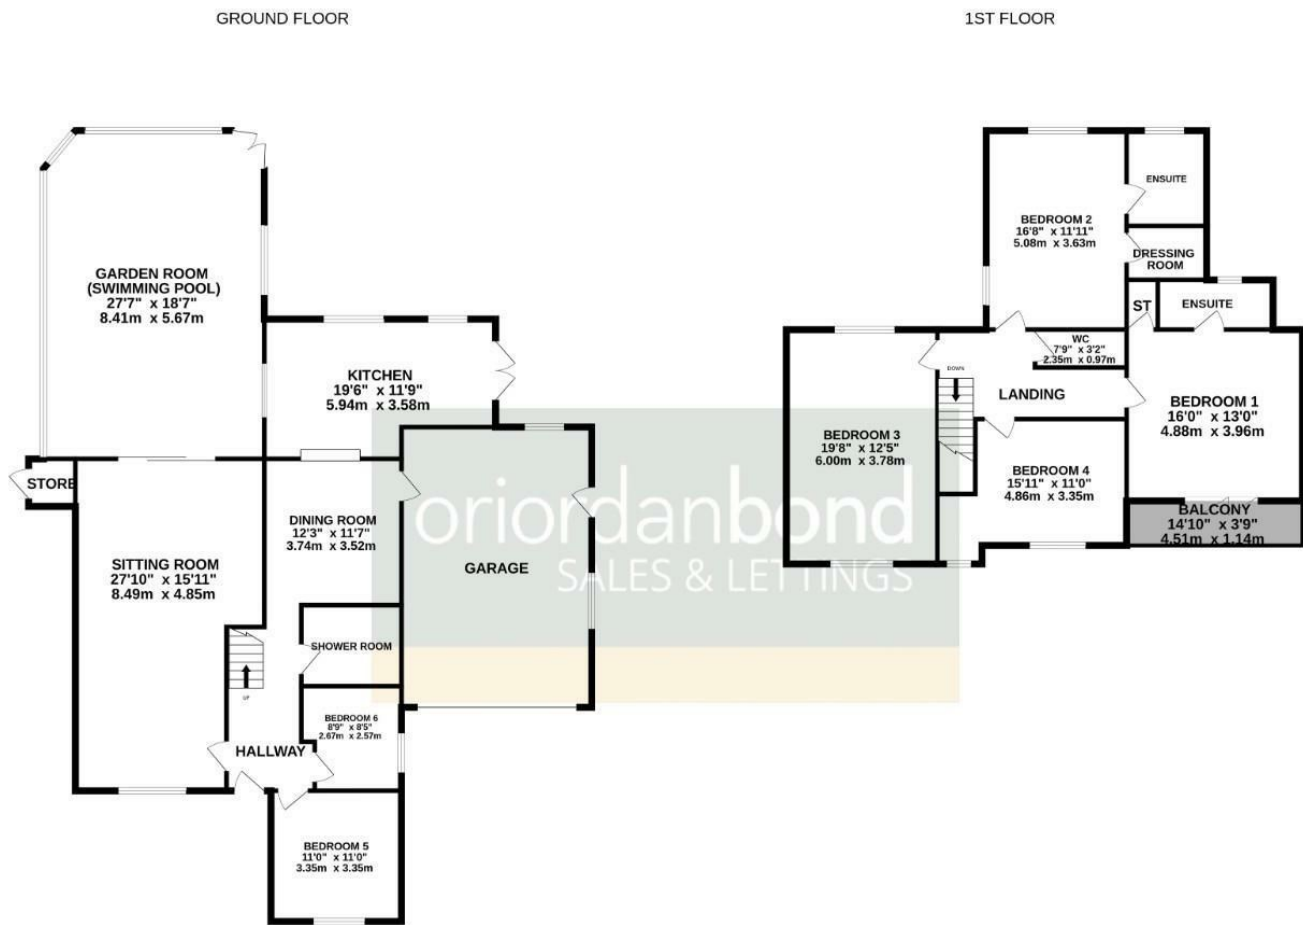 GROUND FLOOR
GARDEN ROOM
(SWIMMING POOL)
27'7" x 18'7"
8.41m x 5.67m
KITCHEN
19'6" x 11'9"
5.94m x 3.58m
STORE
SITTING ROOM
27'10" x 15'11"
8.49m x 4.85m
DINING ROOM
12'3" x 11'7"
3.74m x 3.52m
GARAGE
SHOWER ROOM
UP
BEDROOM 6
8'9" x 8'5"
2.67m x 2.57m
HALLWAY
BEDROOM 5
11'0" x 11'0"
3.35m x 3.35m
1ST FLOOR
BEDROOM 2
16'8" x 11'11"
5.08m x 3.63m
ENSUITE
DRESSING
ROOM
ST
ENSUITE
WC
7'9" x 3'2"
2.35m x 0.97m
DOWN
LANDING
BEDROOM 1
16'0" x 13'0"
4.88m x 3.96m
BEDROOM 3
19'8" x 12'5"
6.00m x 3.78m
BEDROOM 4
15'11" x 11'0"
4.86m x 3.35m
BALCONY
14'10" x 3'9"
4.51m x 1.14m
oriordanbond
SALES & LETTINGS